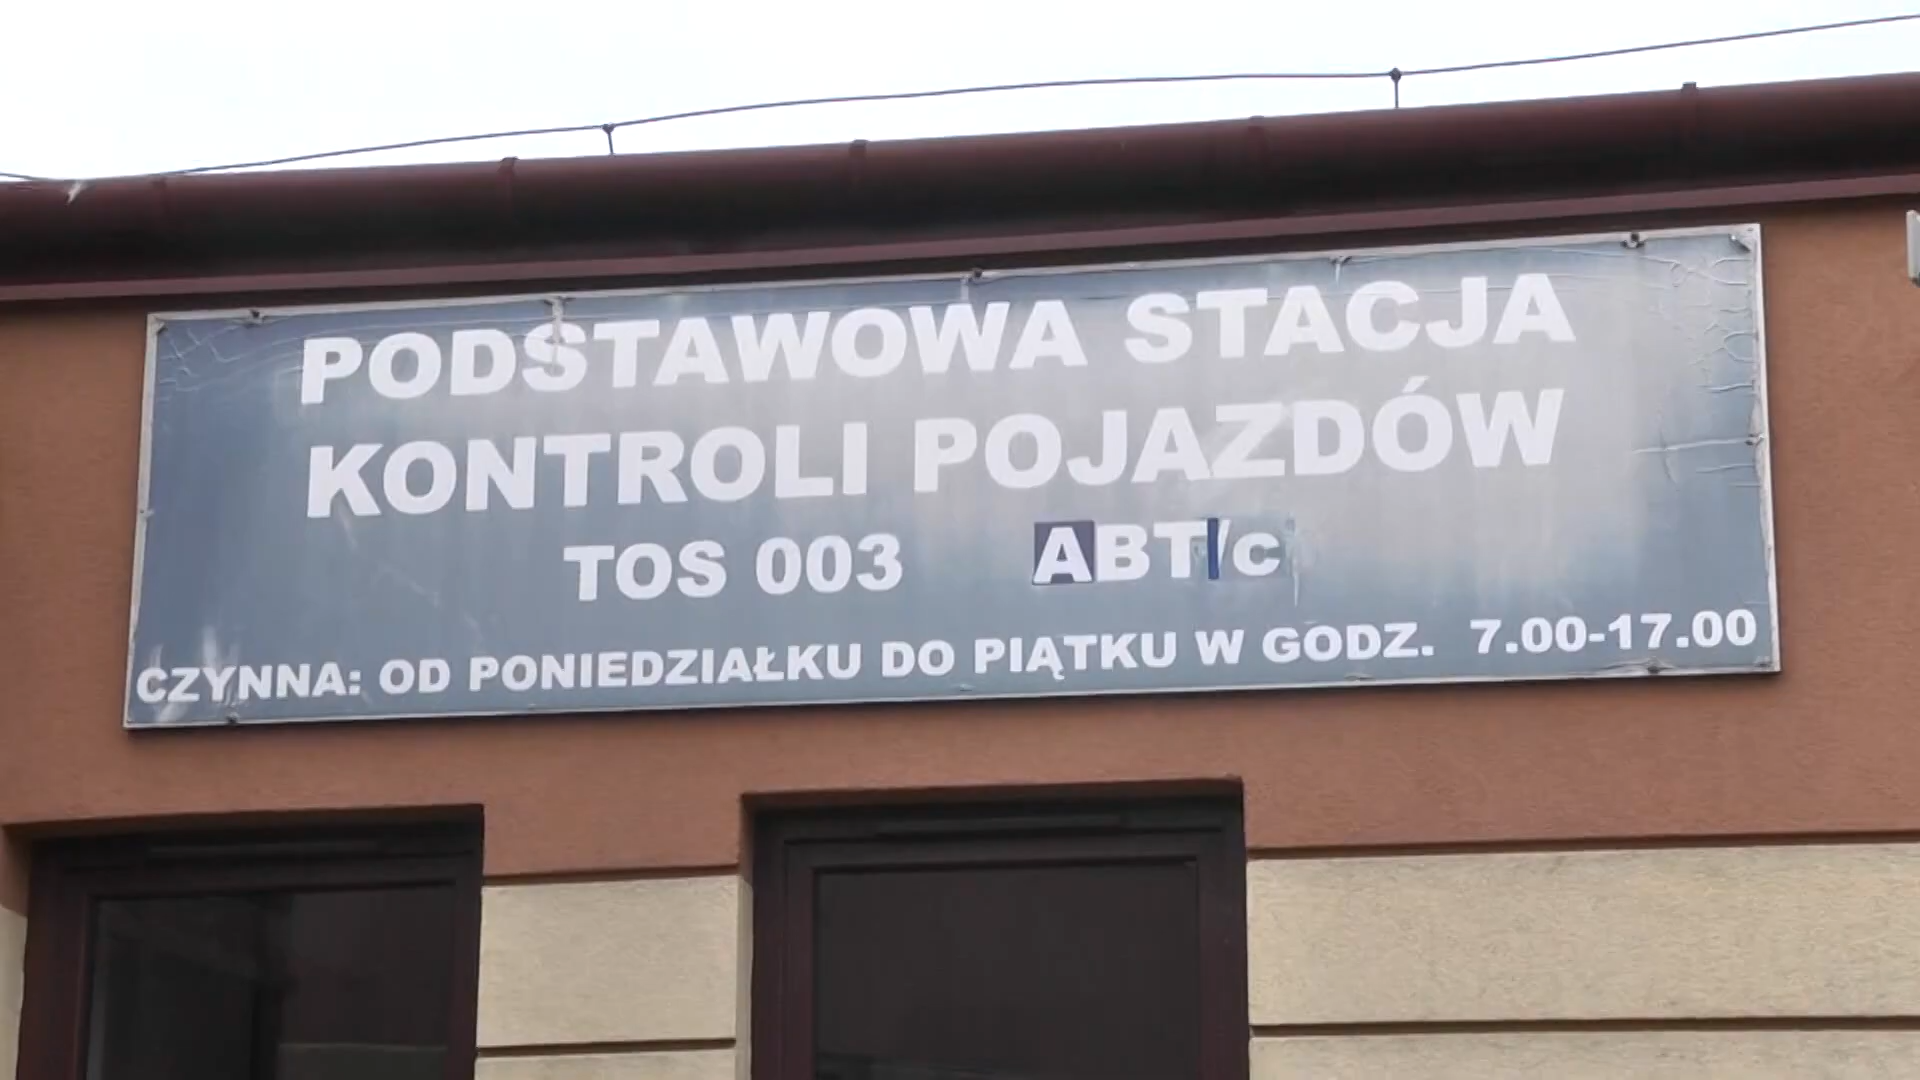 PODSTAWOWA STACJA
KONTROLI POJAZDÓW
TOS 003 ABT/c
CZYNNA: OD PONIEDZIAŁKU DO PIĄTKU W GODZ. 7.00-17.00